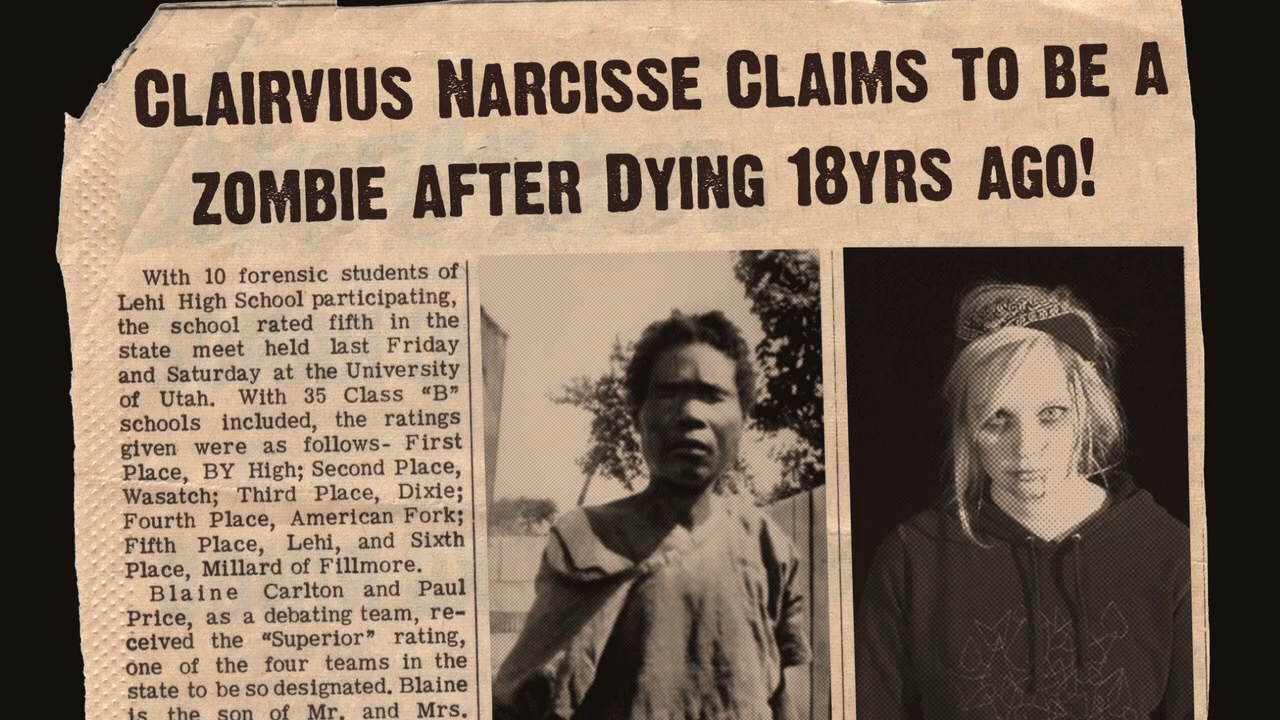 CLAIRVIUS NARCISSE CLAIMS TO BE A
ZOMBIE AFTER DYING 18YRS AGO!
With 10 forensic students of
Lehi High School participating,
the school rated fifth in the
state meet held last Friday
and Saturday at the University
of Utah. With 35 Class "B"
schools included, the ratings
given were as follows- First
Place, BY High; Second Place,
Wasatch; Third Place, Dixie;
Fourth Place, American Fork;
Fifth Place, Lehi, and Sixth
Place, Millard of Fillmore.
Blaine Carlton and Paul
Price, as a debating team, re-
ceived the "Superior" rating,
one of the four teams in the
state to be so designated. Blaine
is the son of Mr. and Mrs.